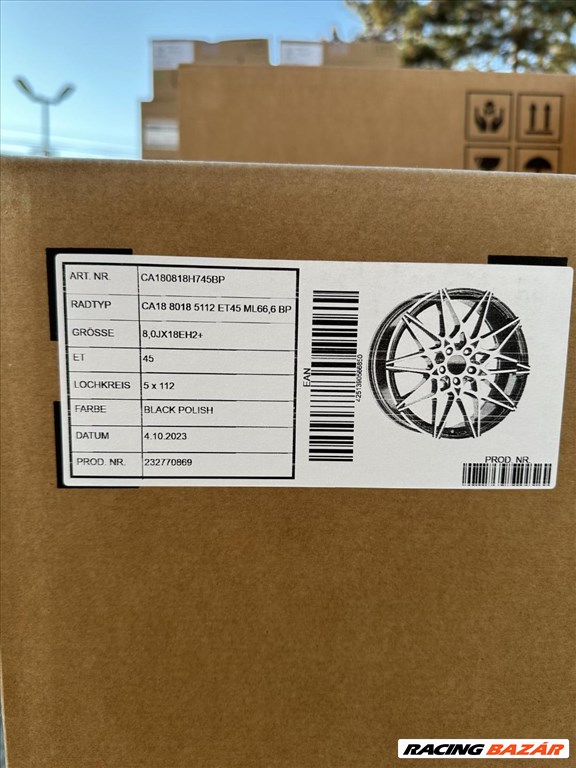 ART. NR. CA180818H745BP
RADTYP CA18 8018 5112 ET45 ML66,6 BP
GRÖSSE 8,0JX18EH2+
ET 45
LOCHKREIS 5 x 112
FARBE BLACK POLISH
DATUM 4.10.2023
PROD. NR. 232770869
EAN
PROD. NR.
RACING BAZÁR